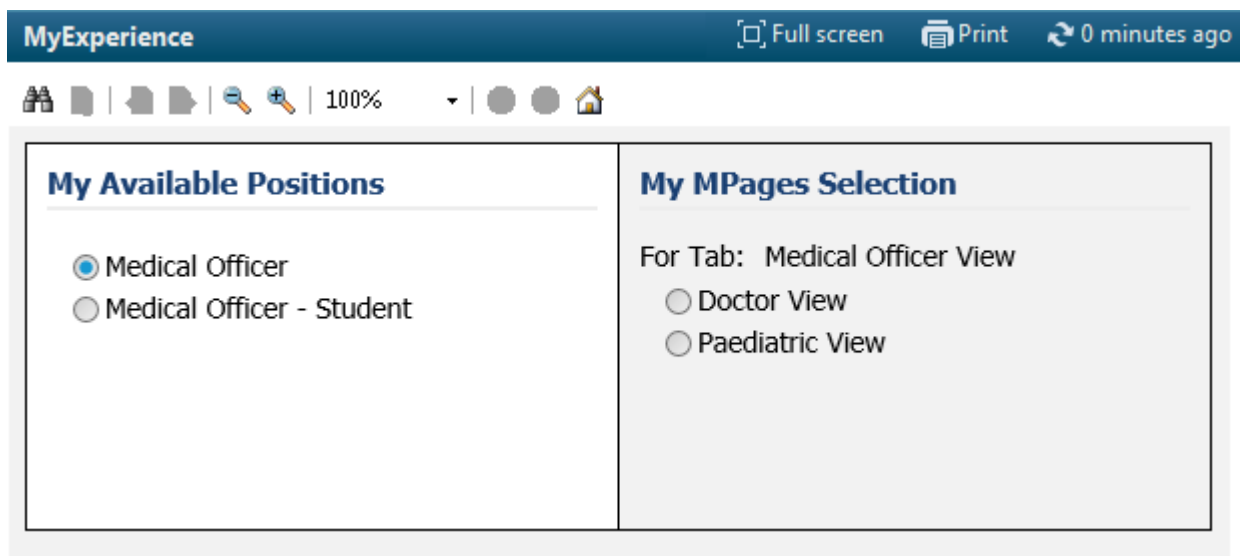 MyExperience
Full screen
Print
0 minutes ago
100%
My Available Positions
Medical Officer
Medical Officer - Student
My MPages Selection
For Tab: Medical Officer View
Doctor View
Paediatric View